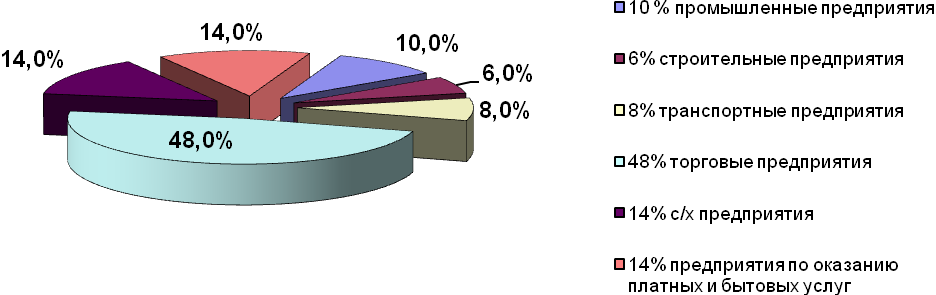 14,0%
14,0%
10,0%
6,0%
8,0%
48,0%
10 % промышленные предприятия
6% строительные предприятия
8% транспортные предприятия
48% торговые предприятия
14% с/х предприятия
14% предприятия по оказанию
платных и бытовых услуг